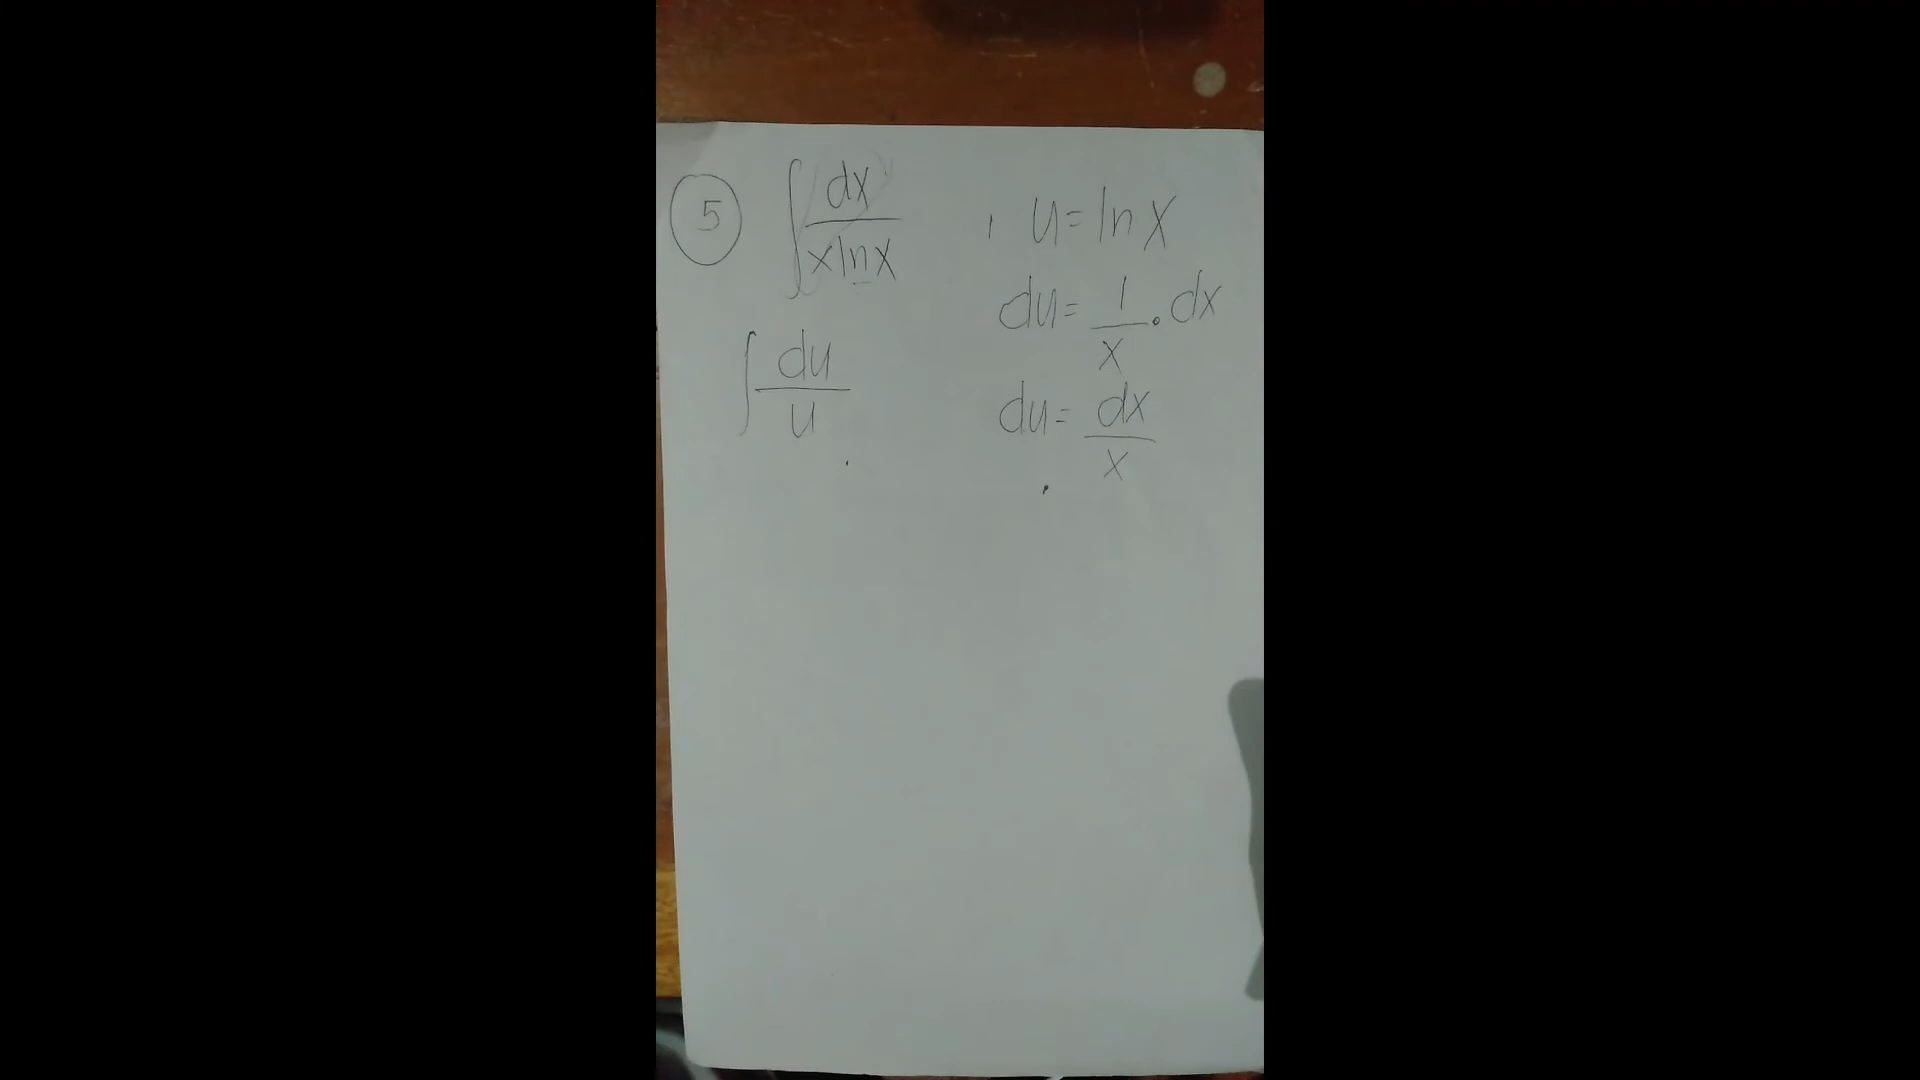 5 ∫ dx / x ln x
u = ln x
du = 1/x · dx
∫ du / u
du = dx / x